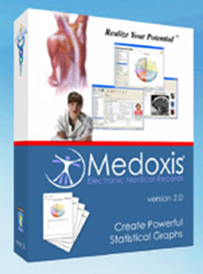 Realize Your Potential™
Medoxis®
Electronic Medical Records
version 2.0
Create Powerful
Statistical Graphs